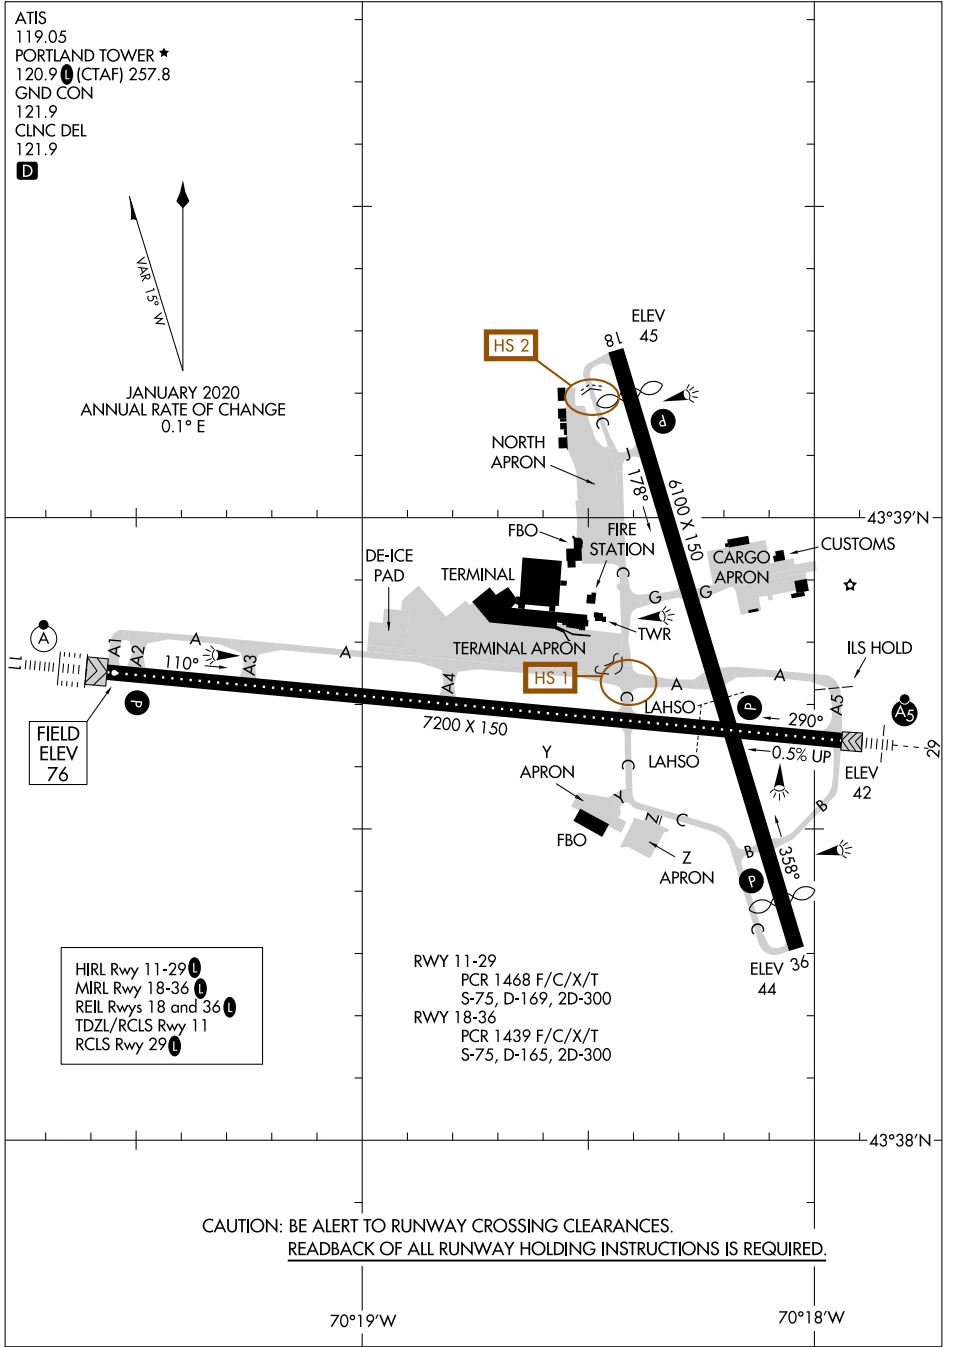 ATIS
119.05
PORTLAND TOWER ★
120.9 L (CTAF) 257.8
GND CON
121.9
CLNC DEL
121.9
D
VAR 15° W
JANUARY 2020
ANNUAL RATE OF CHANGE
0.1° E
ELEV
45
18
HS 2
P
C
NORTH
APRON
J
178°
6100 X 150
43°39'N
FBO
FIRE
STATION
CUSTOMS
CARGO
APRON
DE-ICE
PAD
TERMINAL
C
G
G
TWR
A
11
A1
A2
A
110°
A3
A
TERMINAL APRON
ILS HOLD
HS 1
J
C
A
A
A4
C
LAHSO
P
290°
A5
A5
P
7200 X 150
FIELD
ELEV
76
LAHSO
0.5% UP
29
ELEV
42
Y
APRON
C
Y
Z
C
B
FBO
Z
APRON
B
358°
P
C
36
ELEV
44
HIRL Rwy 11-29 L
MIRL Rwy 18-36 L
REIL Rwys 18 and 36 L
TDZL/RCLS Rwy 11
RCLS Rwy 29 L
RWY 11-29
PCR 1468 F/C/X/T
S-75, D-169, 2D-300
RWY 18-36
PCR 1439 F/C/X/T
S-75, D-165, 2D-300
43°38'N
CAUTION: BE ALERT TO RUNWAY CROSSING CLEARANCES.
READBACK OF ALL RUNWAY HOLDING INSTRUCTIONS IS REQUIRED.
70°19'W
70°18'W